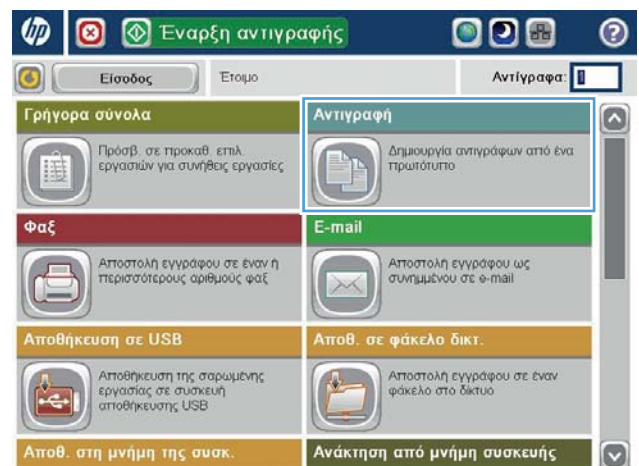 hp
Έναρξη αντιγραφής
?
Είσοδος
Έτοιμο
Αντίγραφα: 1
Γρήγορα σύνολα
Πρόσβ. σε προκαθ. επιλ.
εργασιών για συνήθεις εργασίες
Αντιγραφή
Δημιουργία αντιγράφων από ένα
πρωτότυπο
Φαξ
Αποστολή εγγράφου σε έναν ή
περισσότερους αριθμούς φαξ
E-mail
Αποστολή εγγράφου ως
συνημμένου σε e-mail
Αποθήκευση σε USB
Αποθήκευση της σαρωμένης
εργασίας σε συσκευή
αποθήκευσης USB
Αποθ. σε φάκελο δικτ.
Αποστολή εγγράφου σε έναν
φάκελο στο δίκτυο
Αποθ. στη μνήμη της συσκ.
Ανάκτηση από μνήμη συσκευής